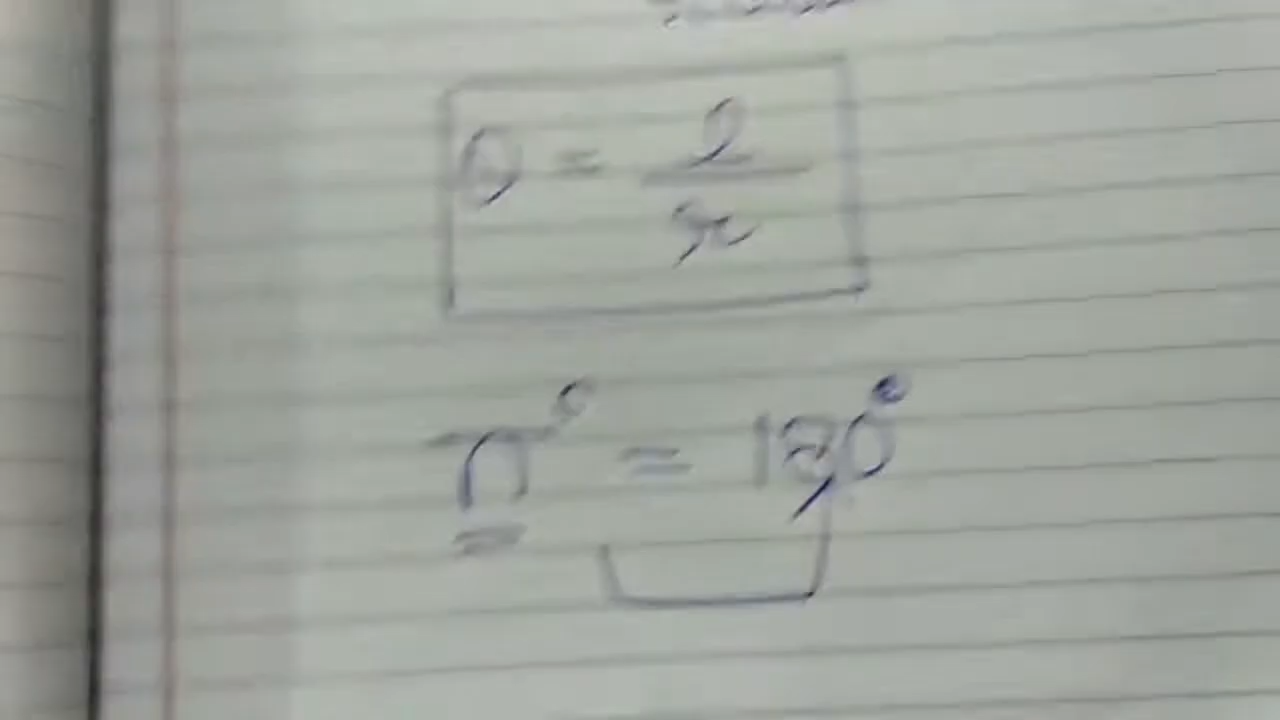 θ = l/r
π^c = 180°